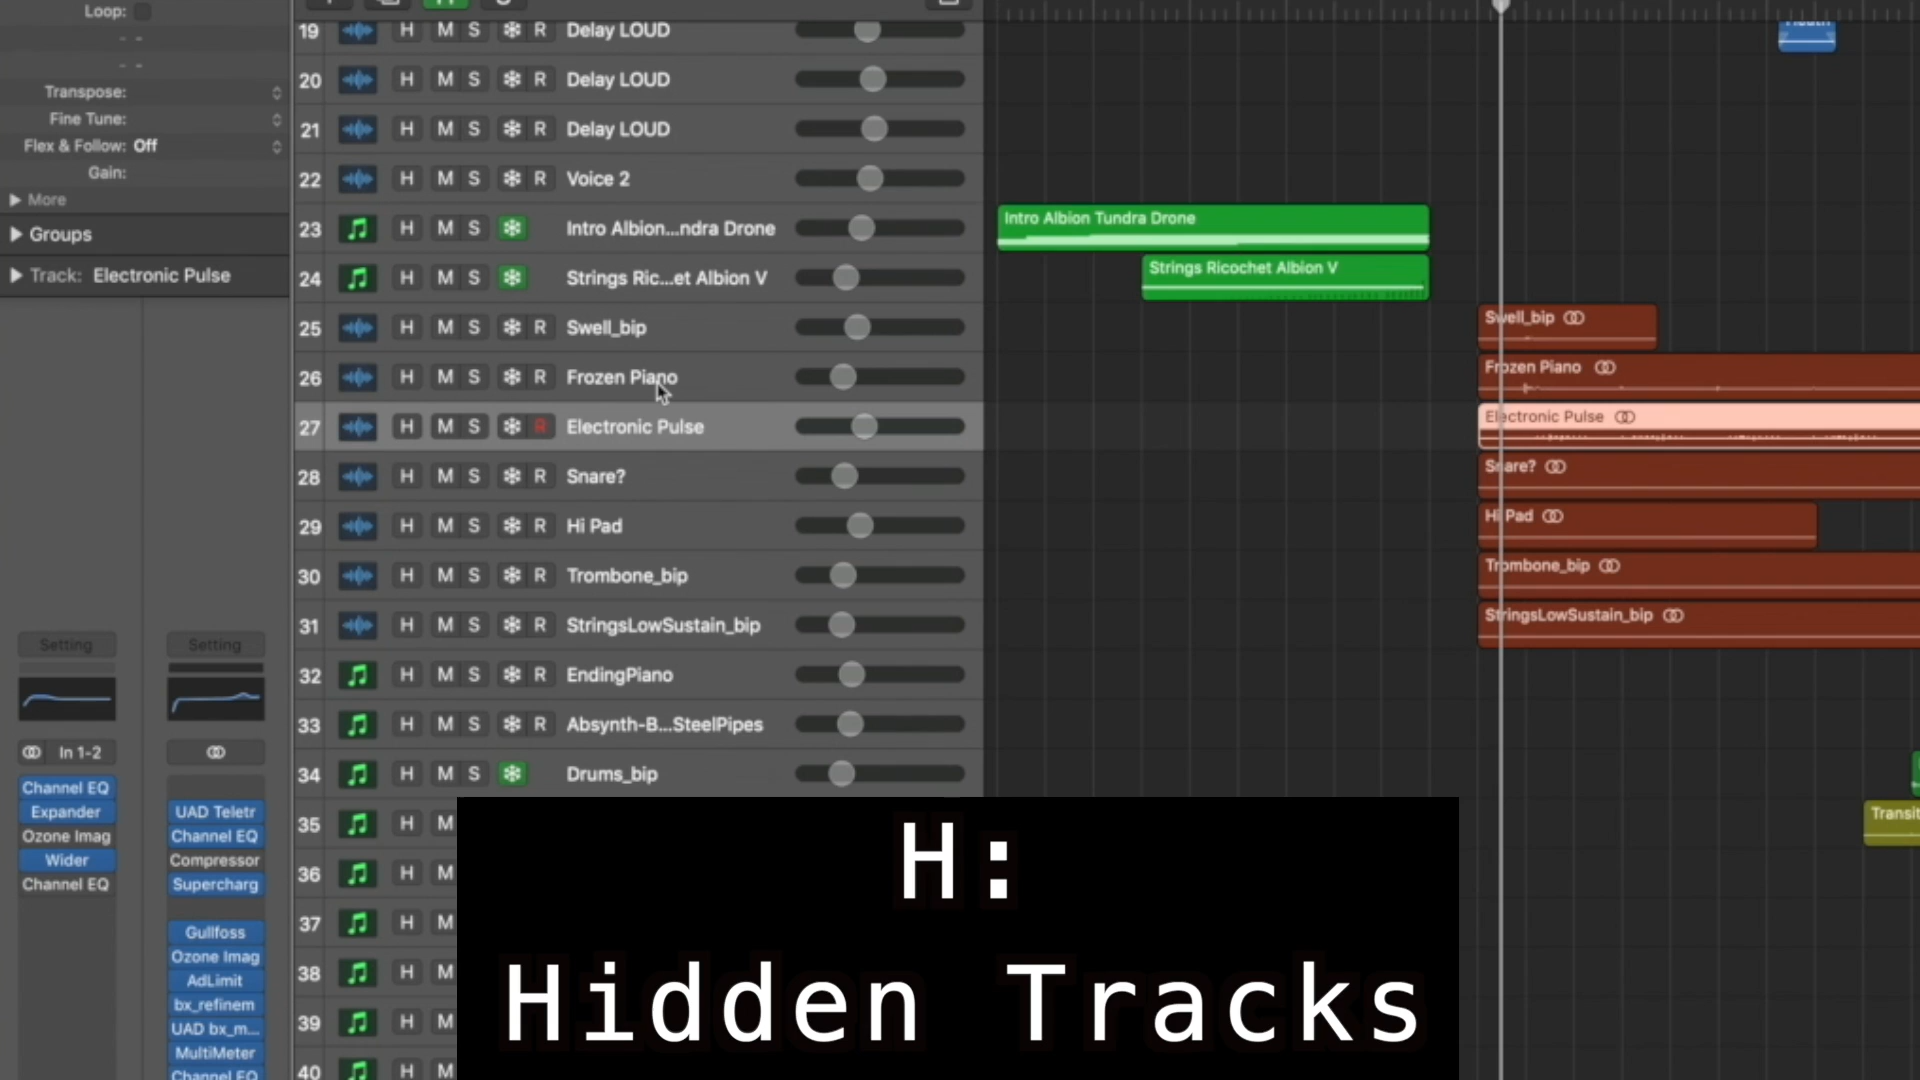 Loop:
- -
- -
Transpose:
Fine Tune:
Flex & Follow: Off
Gain:
More
Groups
Track: Electronic Pulse
Setting
Setting
In 1-2
Channel EQ
Expander
Ozone Imag
Wider
Channel EQ
UAD Teletr
Channel EQ
Compressor
Supercharg
Gullfoss
Ozone Imag
AdLimit
bx_refinem
UAD bx_m...
MultiMeter
Channel EQ
19 H M S R Delay LOUD
20 H M S R Delay LOUD
21 H M S R Delay LOUD
22 H M S R Voice 2
23 H M S Intro Albion...ndra Drone
24 H M S Strings Ric...et Albion V
25 H M S R Swell_bip
26 H M S R Frozen Piano
27 H M S R Electronic Pulse
28 H M S R Snare?
29 H M S R Hi Pad
30 H M S R Trombone_bip
31 H M S R StringsLowSustain_bip
32 H M S R EndingPiano
33 H M S R Absynth-B...SteelPipes
34 H M S Drums_bip
35 H M
36 H M
37 H M
38 H M
39 H M
40 H M
Intro Albion Tundra Drone
Strings Ricochet Albion V
Swell_bip
Frozen Piano
Electronic Pulse
Snare?
Hi Pad
Trombone_bip
StringsLowSustain_bip
Transit
H:
Hidden Tracks